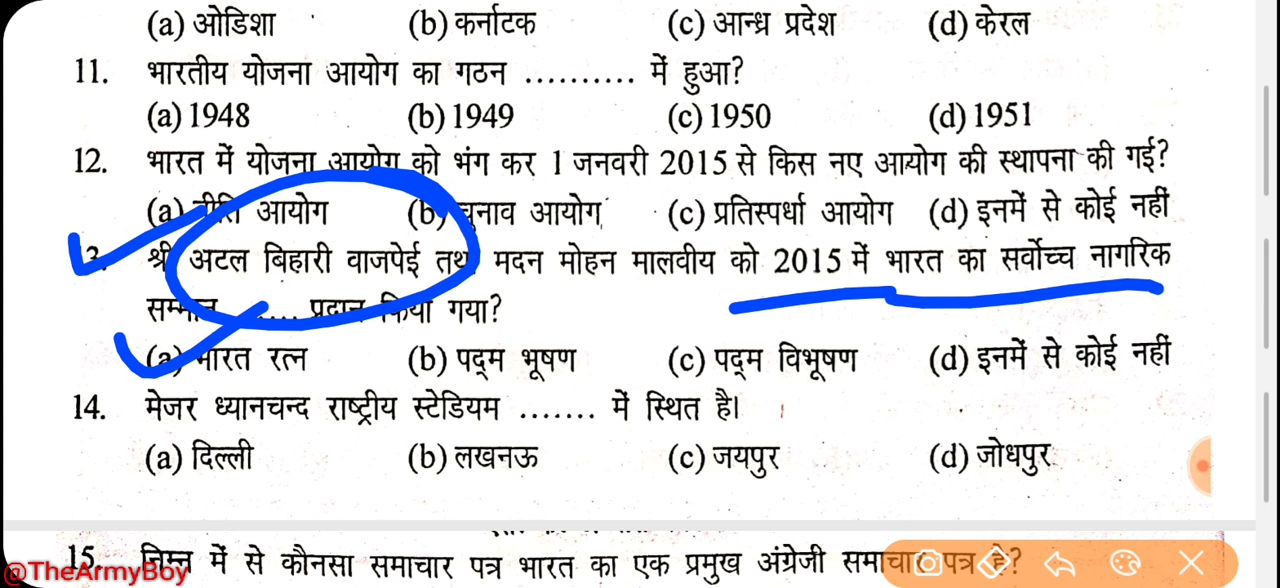 (a) ओडिशा (b) कर्नाटक (c) आन्ध्र प्रदेश (d) केरल
11. भारतीय योजना आयोग का गठन .......... में हुआ?
(a) 1948 (b) 1949 (c) 1950 (d) 1951
12. भारत में योजना आयोग को भंग कर 1 जनवरी 2015 से किस नए आयोग की स्थापना की गई?
(a) नीति आयोग (b) चुनाव आयोग (c) प्रतिस्पर्धा आयोग (d) इनमें से कोई नहीं
13. श्री अटल बिहारी वाजपेई तथा मदन मोहन मालवीय को 2015 में भारत का सर्वोच्च नागरिक
सम्मान ...... प्रदान किया गया?
(a) भारत रत्न (b) पद्म भूषण (c) पद्म विभूषण (d) इनमें से कोई नहीं
14. मेजर ध्यानचन्द राष्ट्रीय स्टेडियम ....... में स्थित है।
(a) दिल्ली (b) लखनऊ (c) जयपुर (d) जोधपुर
15. निम्न में से कौनसा समाचार पत्र भारत का एक प्रमुख अंग्रेजी समाचार पत्र है?
@TheArmyBoy